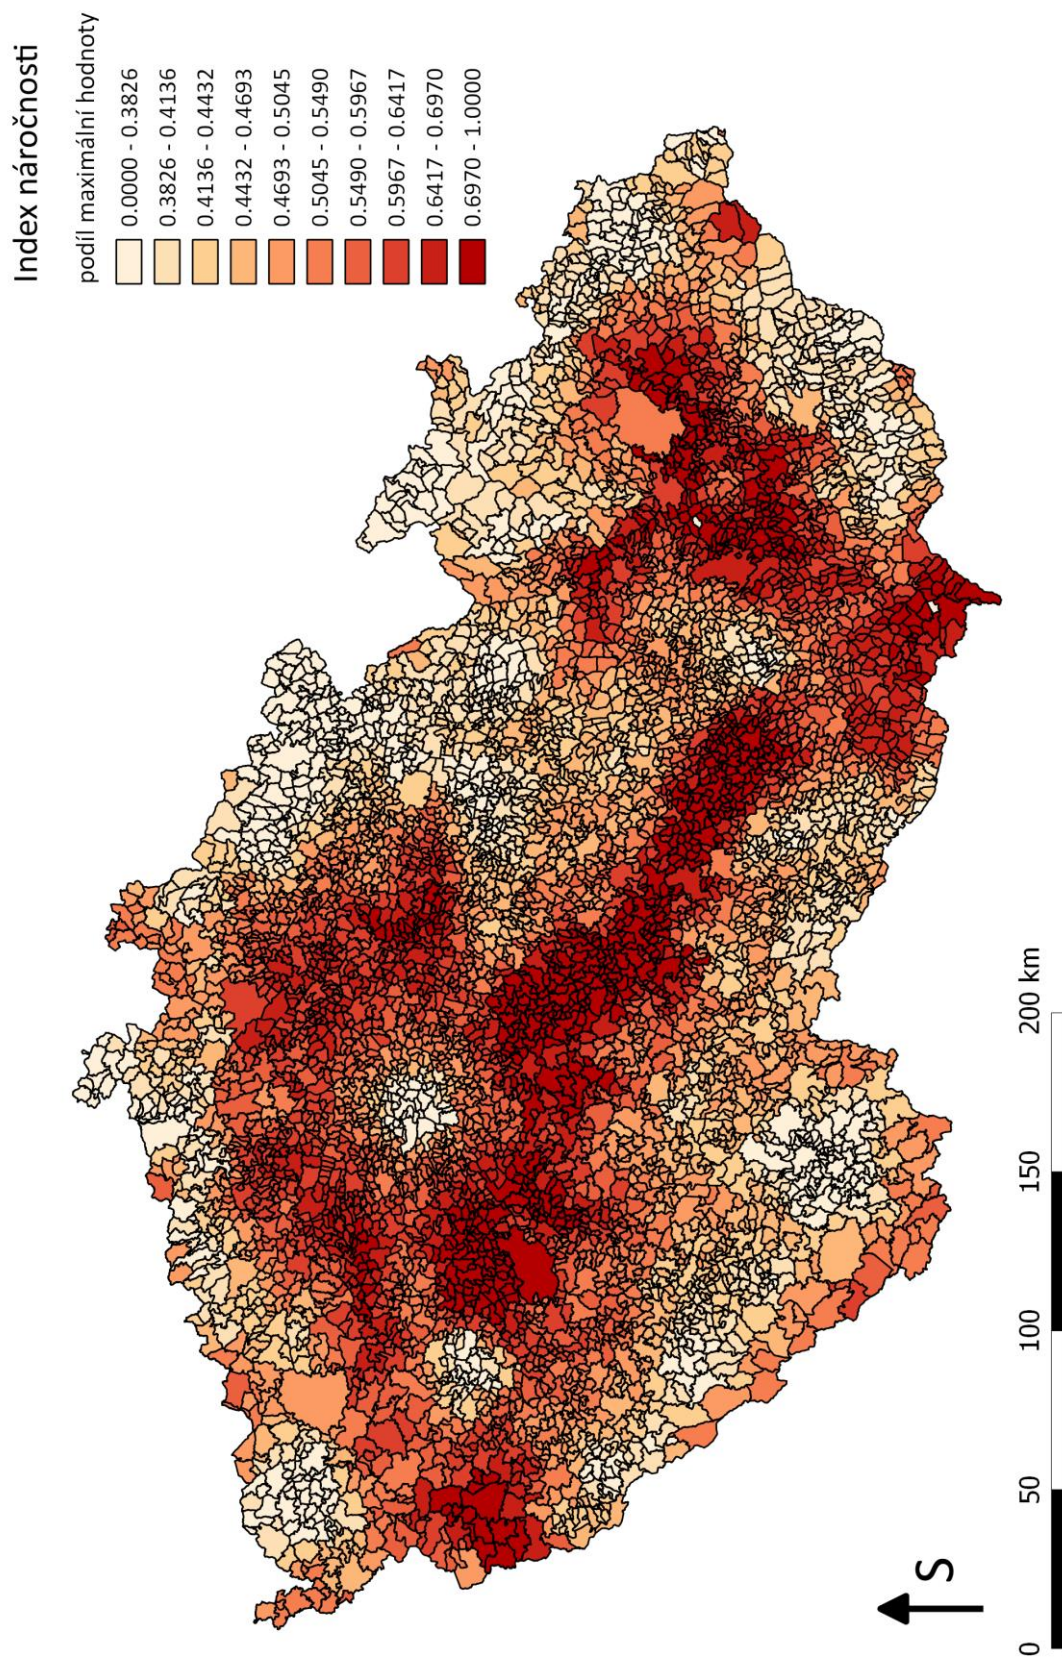 Index náročnosti
podíl maximální hodnoty
0.0000 - 0.3826
0.3826 - 0.4136
0.4136 - 0.4432
0.4432 - 0.4693
0.4693 - 0.5045
0.5045 - 0.5490
0.5490 - 0.5967
0.5967 - 0.6417
0.6417 - 0.6970
0.6970 - 1.0000
S
0 50 100 150 200 km